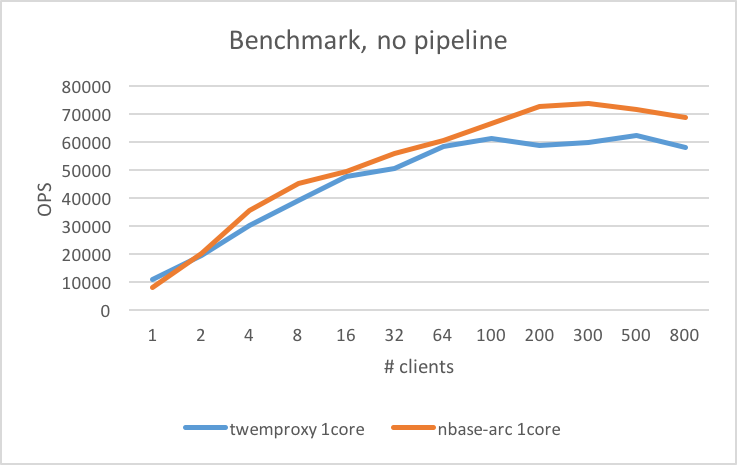 Benchmark, no pipeline
80000
70000
60000
50000
40000
30000
20000
10000
0
OPS
1 2 4 8 16 32 64 100 200 300 500 800
# clients
twemproxy 1core nbase-arc 1core